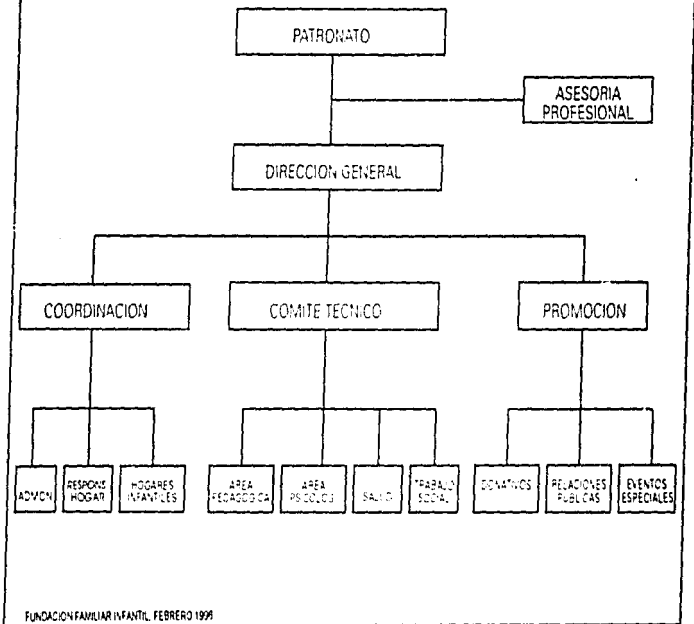 PATRONATO
ASESORIA
PROFESIONAL
DIRECCION GENERAL
COORDINACION
COMITE TECNICO
PROMOCION
ADMON
RESPONS
HOGAR
HOGARES
INFANTILES
AREA
PEDAGOGICA
AREA
PSICOLOG
SALUD
TRABAJO
SOCIAL
DONATIVOS
RELACIONES
PUBLICAS
EVENTOS
ESPECIALES
FUNDACION FAMILIAR INFANTIL, FEBRERO